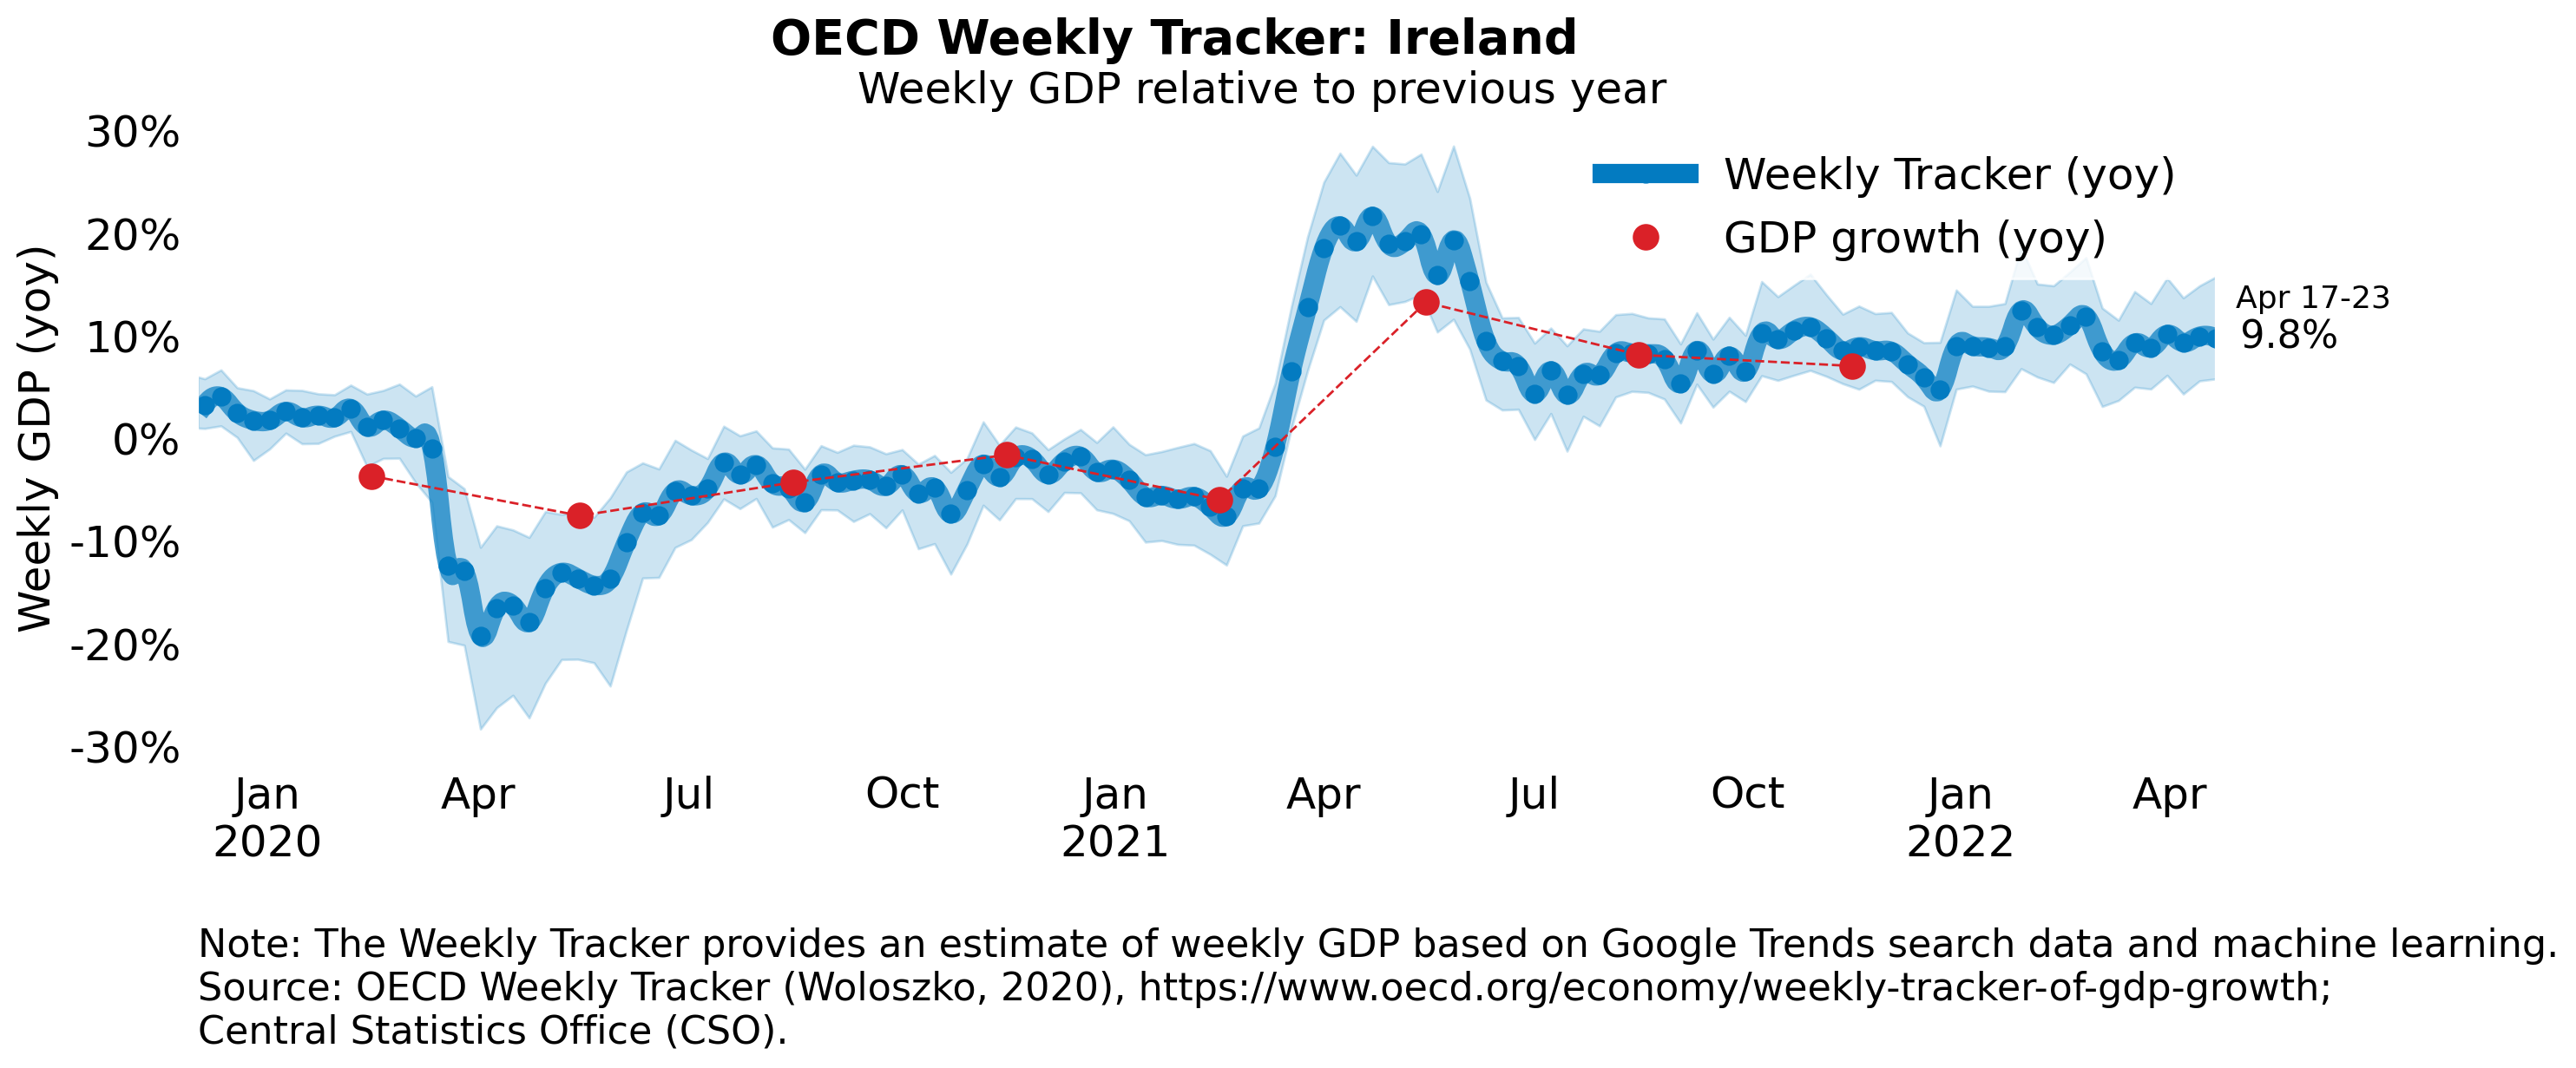 OECD Weekly Tracker: Ireland
Weekly GDP relative to previous year
Weekly GDP (yoy)
30%
20%
10%
0%
-10%
-20%
-30%
Weekly Tracker (yoy)
GDP growth (yoy)
Apr 17-23
9.8%
Jan Apr Jul Oct Jan Apr Jul Oct Jan Apr
2020 2021 2022
Note: The Weekly Tracker provides an estimate of weekly GDP based on Google Trends search data and machine learning.
Source: OECD Weekly Tracker (Woloszko, 2020), https://www.oecd.org/economy/weekly-tracker-of-gdp-growth;
Central Statistics Office (CSO).